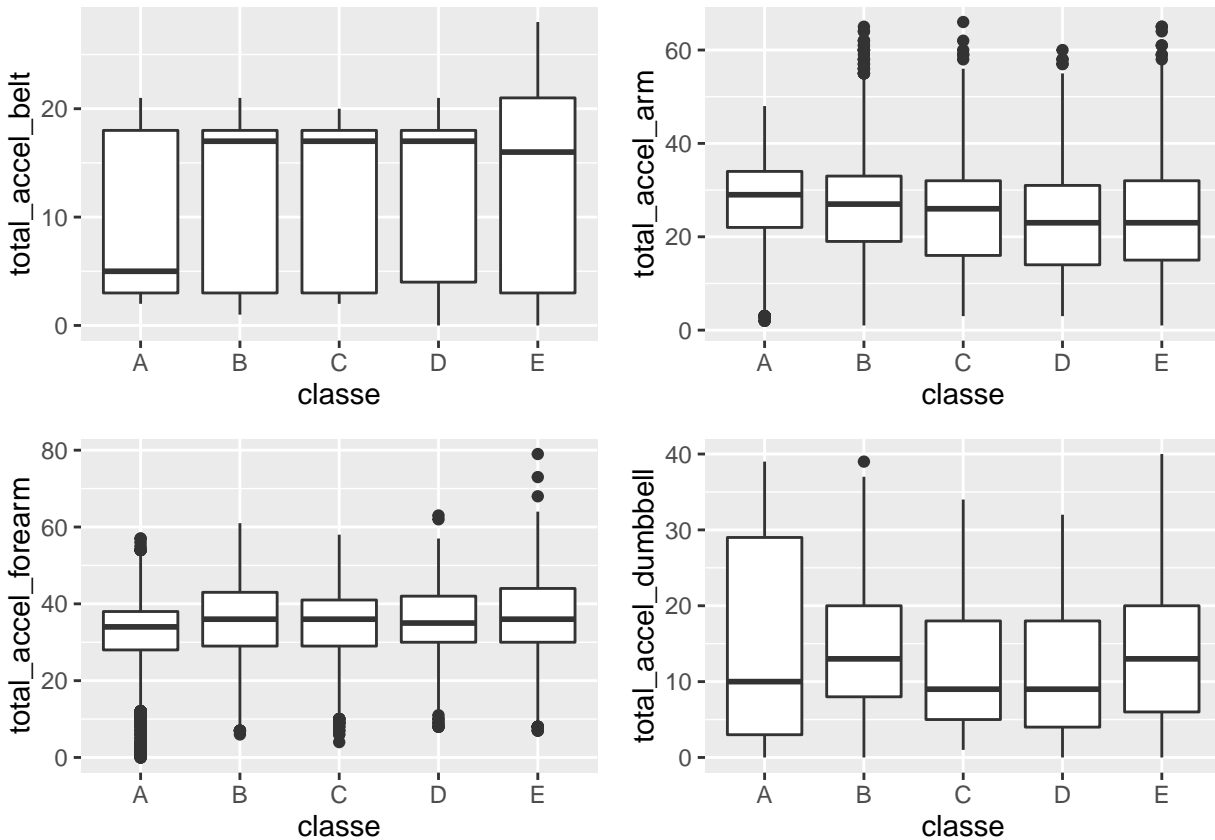 total_accel_belt
20
10
0
A B C D E
classe
total_accel_arm
60
40
20
0
A B C D E
classe
total_accel_forearm
80
60
40
20
0
A B C D E
classe
total_accel_dumbbell
40
30
20
10
0
A B C D E
classe